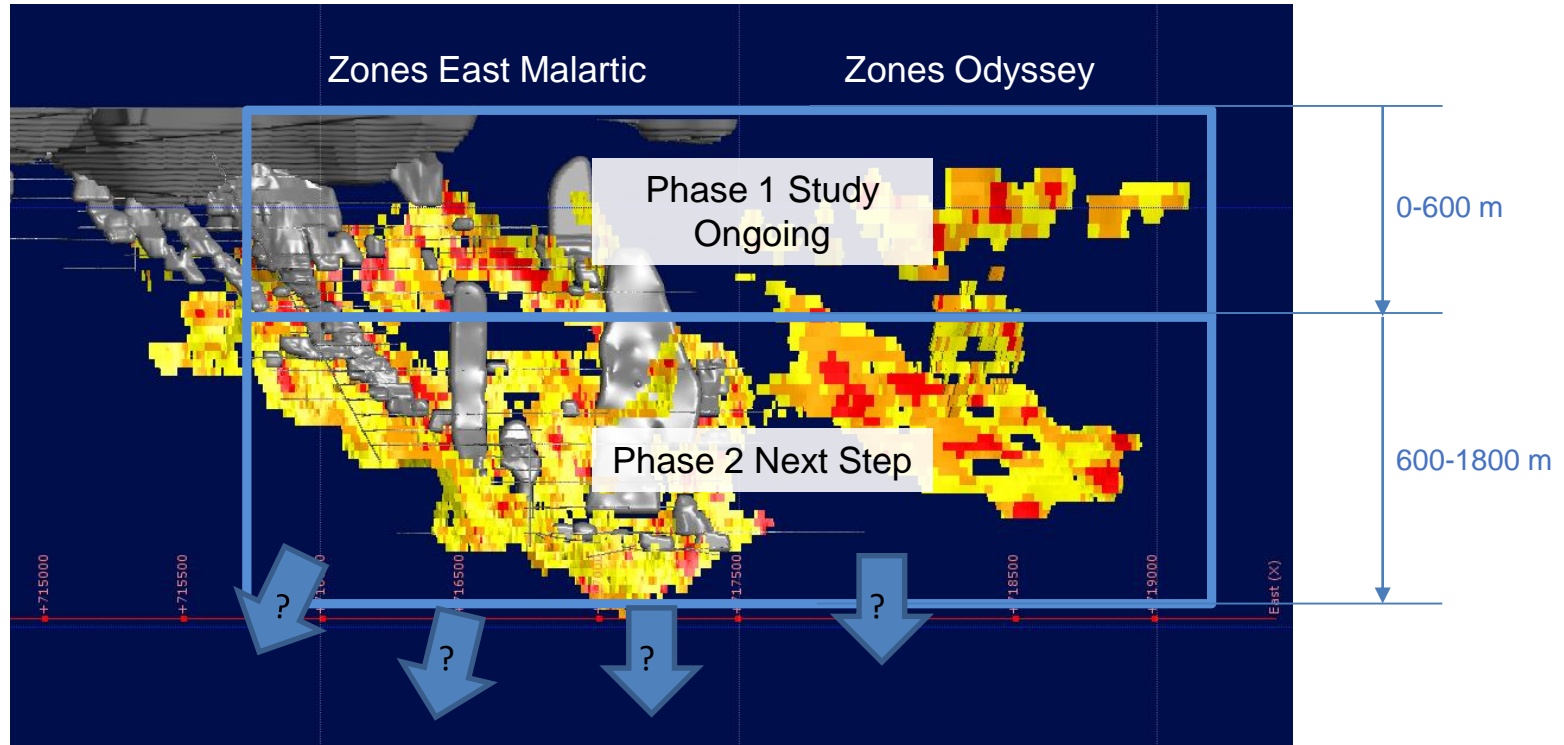 Zones East Malartic
Zones Odyssey
Phase 1 Study
Ongoing
0-600 m
Phase 2 Next Step
600-1800 m
+715000
+715500
+716500
+717500
+718500
+719000
East (X)
?
?
?
?